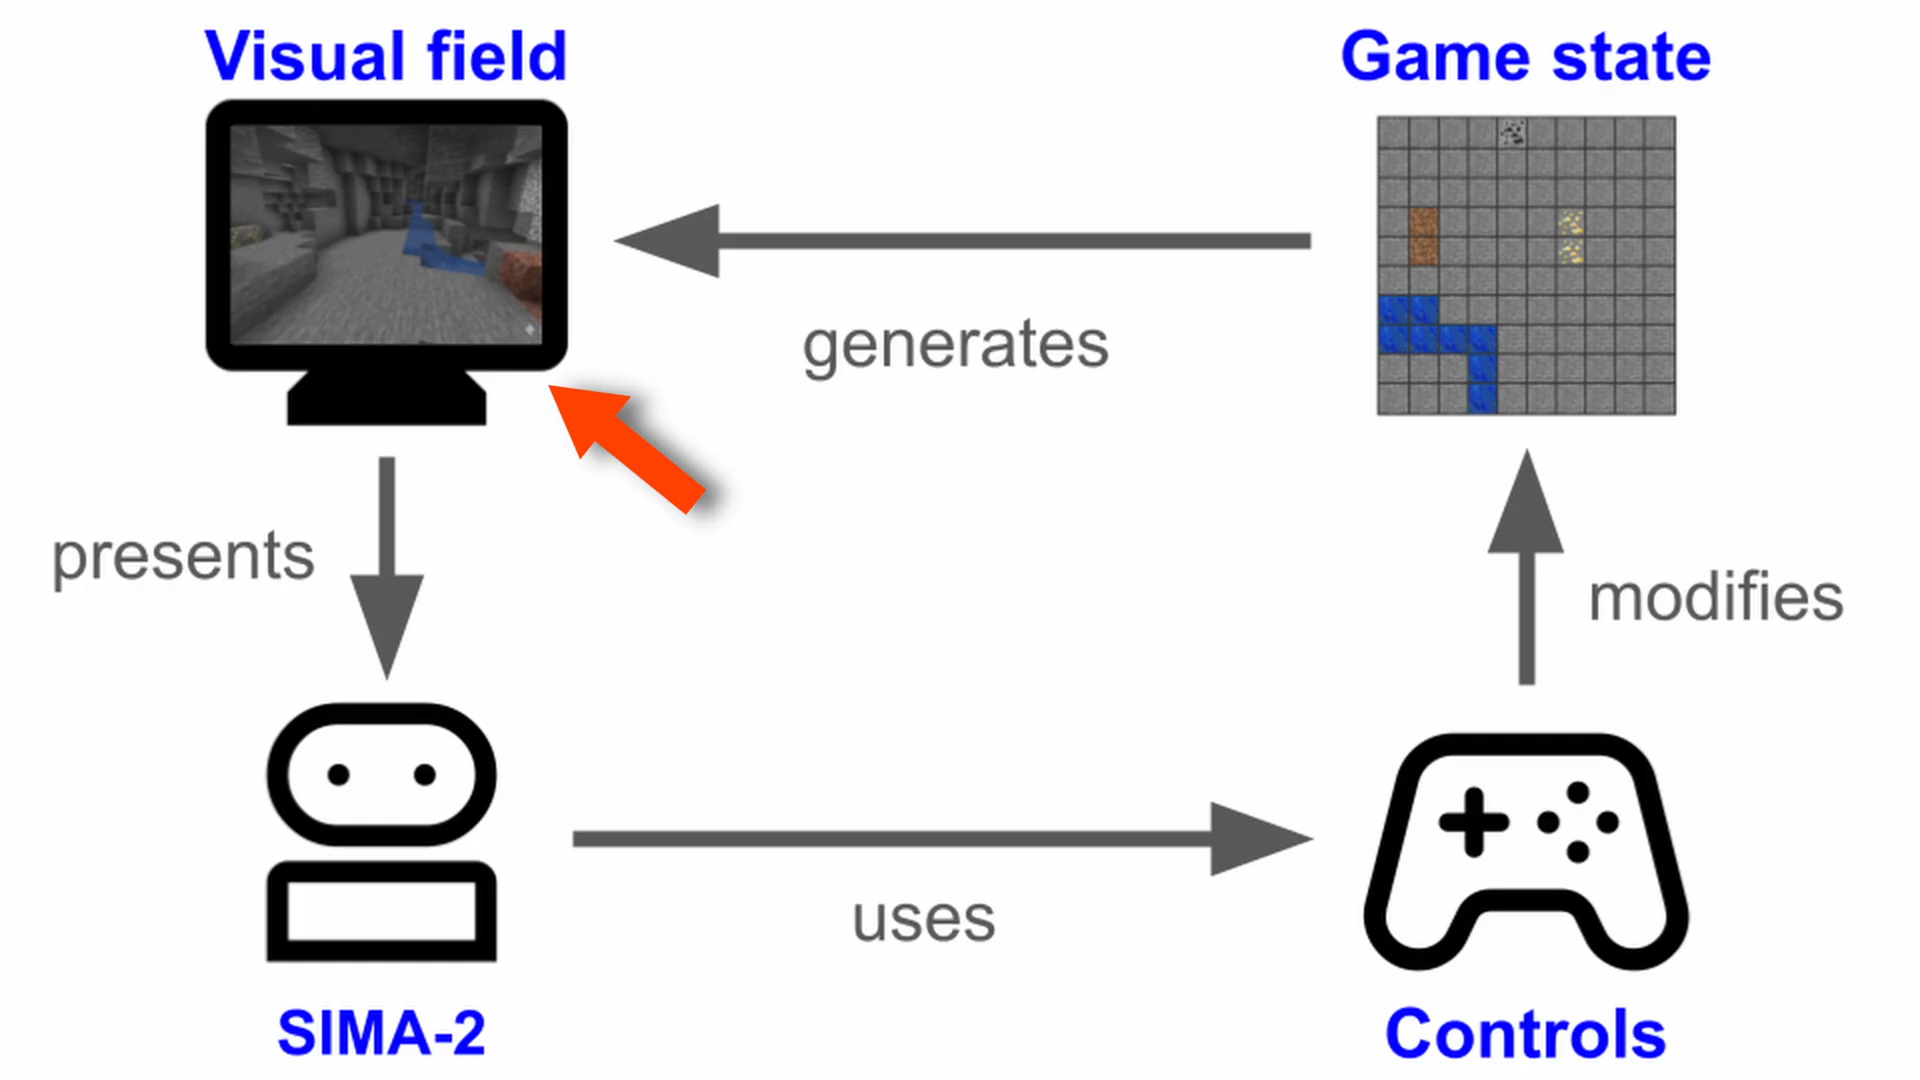 Visual field
Game state
generates
presents
modifies
uses
SIMA-2
Controls